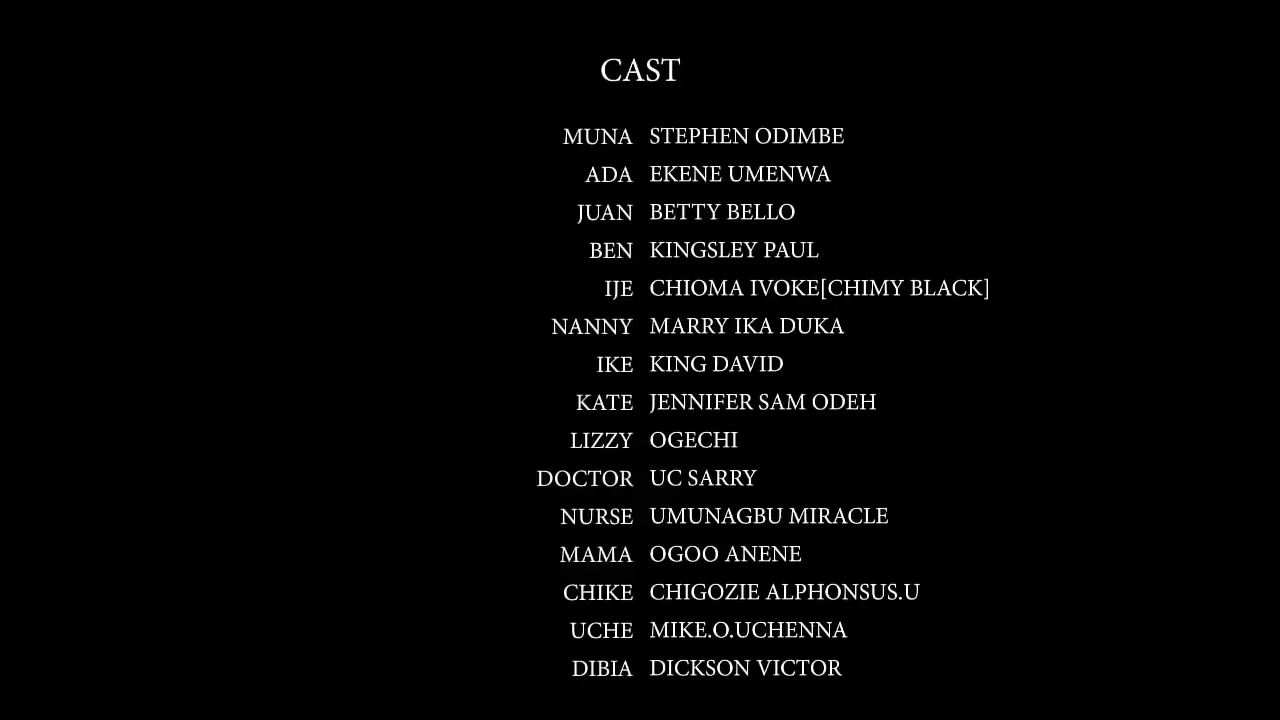 CAST
MUNA STEPHEN ODIMBE
ADA EKENE UMENWA
JUAN BETTY BELLO
BEN KINGSLEY PAUL
IJE CHIOMA IVOKE[CHIMY BLACK]
NANNY MARRY IKA DUKA
IKE KING DAVID
KATE JENNIFER SAM ODEH
LIZZY OGECHI
DOCTOR UC SARRY
NURSE UMUNAGBU MIRACLE
MAMA OGOO ANENE
CHIKE CHIGOZIE ALPHONSUS.U
UCHE MIKE.O.UCHENNA
DIBIA DICKSON VICTOR